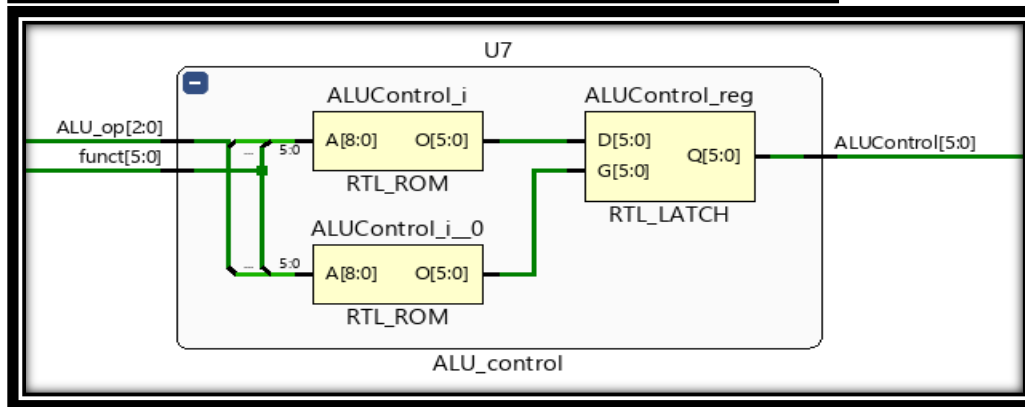 U7
ALUControl_i
ALUControl_reg
ALU_op[2:0]
... 5:0
A[8:0] O[5:0]
D[5:0]
Q[5:0]
ALUControl[5:0]
funct[5:0]
G[5:0]
RTL_ROM
RTL_LATCH
ALUControl_i__0
... 5:0
A[8:0] O[5:0]
RTL_ROM
ALU_control